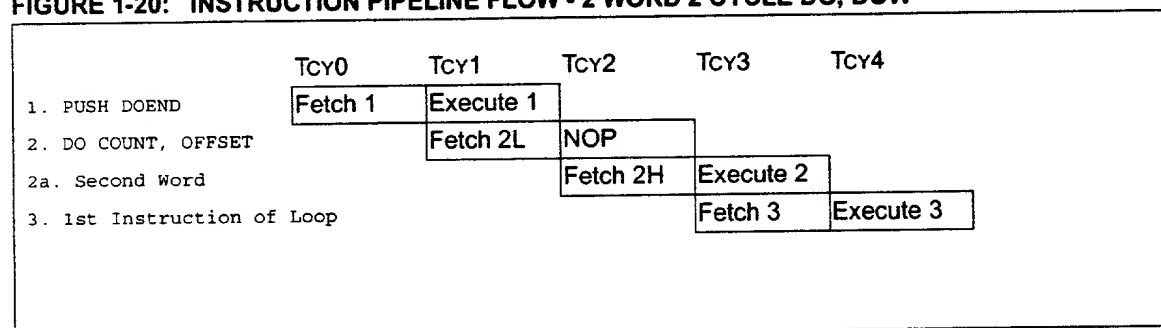 FIGURE 1-20: INSTRUCTION PIPELINE FLOW - 2 WORD 2 CYCLE DO, DOW
TCY0 TCY1 TCY2 TCY3 TCY4
1. PUSH DOEND Fetch 1 Execute 1
2. DO COUNT, OFFSET Fetch 2L NOP
2a. Second Word Fetch 2H Execute 2
3. 1st Instruction of Loop Fetch 3 Execute 3